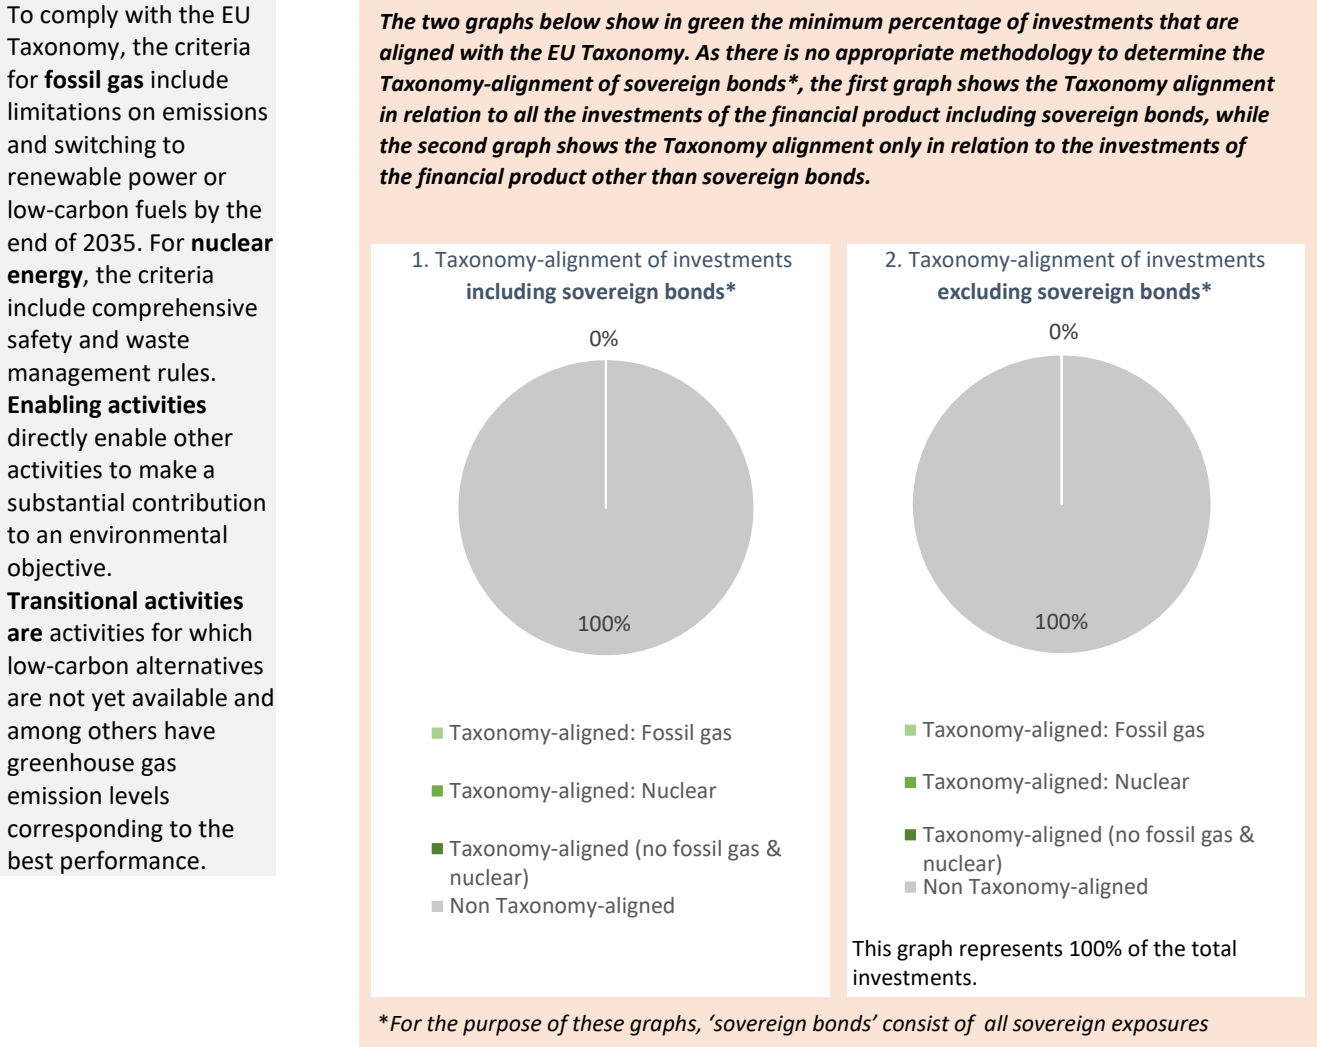 To comply with the EU
Taxonomy, the criteria
for fossil gas include
limitations on emissions
and switching to
renewable power or
low-carbon fuels by the
end of 2035. For nuclear
energy, the criteria
include comprehensive
safety and waste
management rules.
Enabling activities
directly enable other
activities to make a
substantial contribution
to an environmental
objective.
Transitional activities
are activities for which
low-carbon alternatives
are not yet available and
among others have
greenhouse gas
emission levels
corresponding to the
best performance.
The two graphs below show in green the minimum percentage of investments that are
aligned with the EU Taxonomy. As there is no appropriate methodology to determine the
Taxonomy-alignment of sovereign bonds*, the first graph shows the Taxonomy alignment
in relation to all the investments of the financial product including sovereign bonds, while
the second graph shows the Taxonomy alignment only in relation to the investments of
the financial product other than sovereign bonds.
1. Taxonomy-alignment of investments
including sovereign bonds*
0%
100%
Taxonomy-aligned: Fossil gas
Taxonomy-aligned: Nuclear
Taxonomy-aligned (no fossil gas &
nuclear)
Non Taxonomy-aligned
2. Taxonomy-alignment of investments
excluding sovereign bonds*
0%
100%
Taxonomy-aligned: Fossil gas
Taxonomy-aligned: Nuclear
Taxonomy-aligned (no fossil gas &
nuclear)
Non Taxonomy-aligned
This graph represents 100% of the total
investments.
*For the purpose of these graphs, ‘sovereign bonds’ consist of all sovereign exposures